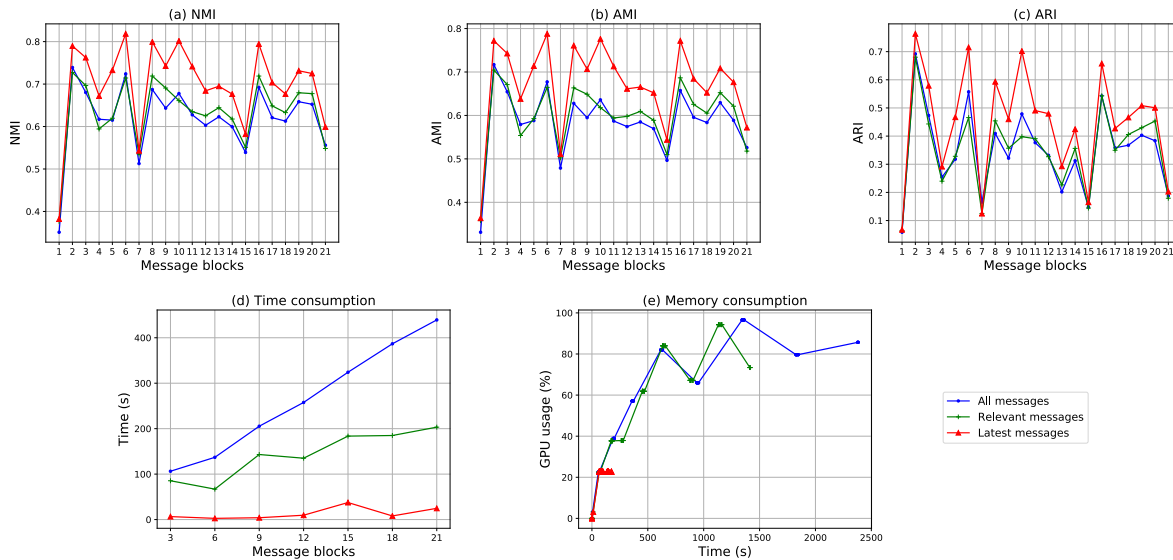 (a) NMI
NMI
0.8
0.7
0.6
0.5
0.4
1 2 3 4 5 6 7 8 9 10 11 12 13 14 15 16 17 18 19 20 21
Message blocks
(b) AMI
AMI
0.8
0.7
0.6
0.5
0.4
1 2 3 4 5 6 7 8 9 10 11 12 13 14 15 16 17 18 19 20 21
Message blocks
(c) ARI
ARI
0.7
0.6
0.5
0.4
0.3
0.2
0.1
1 2 3 4 5 6 7 8 9 10 11 12 13 14 15 16 17 18 19 20 21
Message blocks
(d) Time consumption
Time (s)
400
300
200
100
0
3 6 9 12 15 18 21
Message blocks
(e) Memory consumption
GPU usage (%)
100
80
60
40
20
0
0 500 1000 1500 2000 2500
Time (s)
All messages
Relevant messages
Latest messages